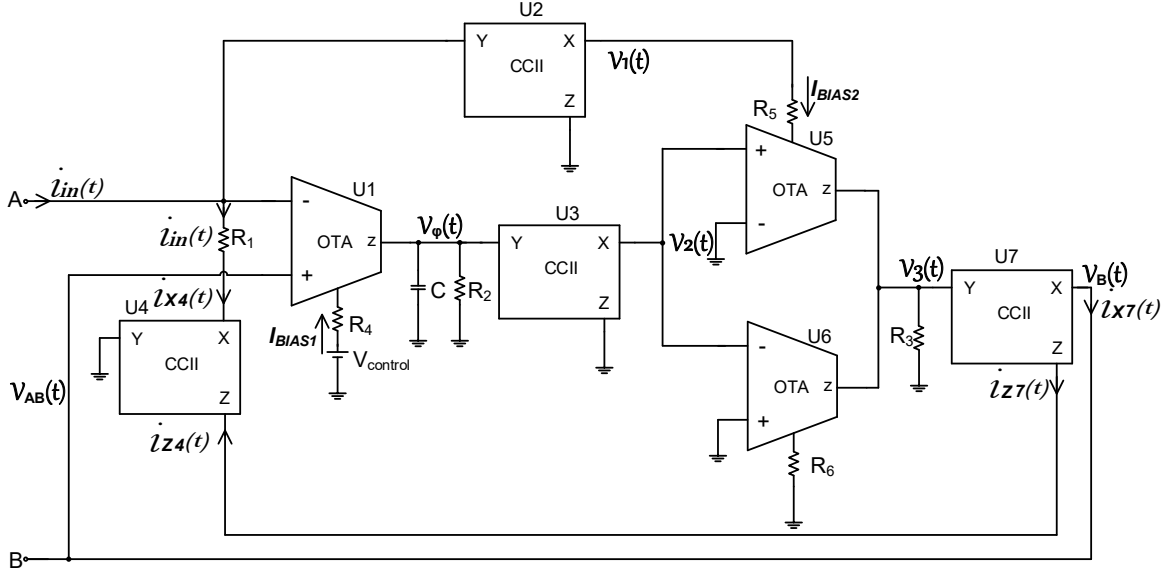 U2
Y X
CCII
Z
V1(t)
IBIAS2
R5
U5
+
OTA z
-
A iin(t)
U1
-
OTA z
+
iin(t) R1
Vφ(t)
C R2
U3
Y X
CCII
Z
V2(t)
V3(t)
U7
Y X
CCII
Z
VB(t)
iX7(t)
iX4(t)
U4
Y X
CCII
Z
IBIAS1
R4
Vcontrol
U6
-
OTA z
+
R3
iZ7(t)
VAB(t)
iZ4(t)
R6
B